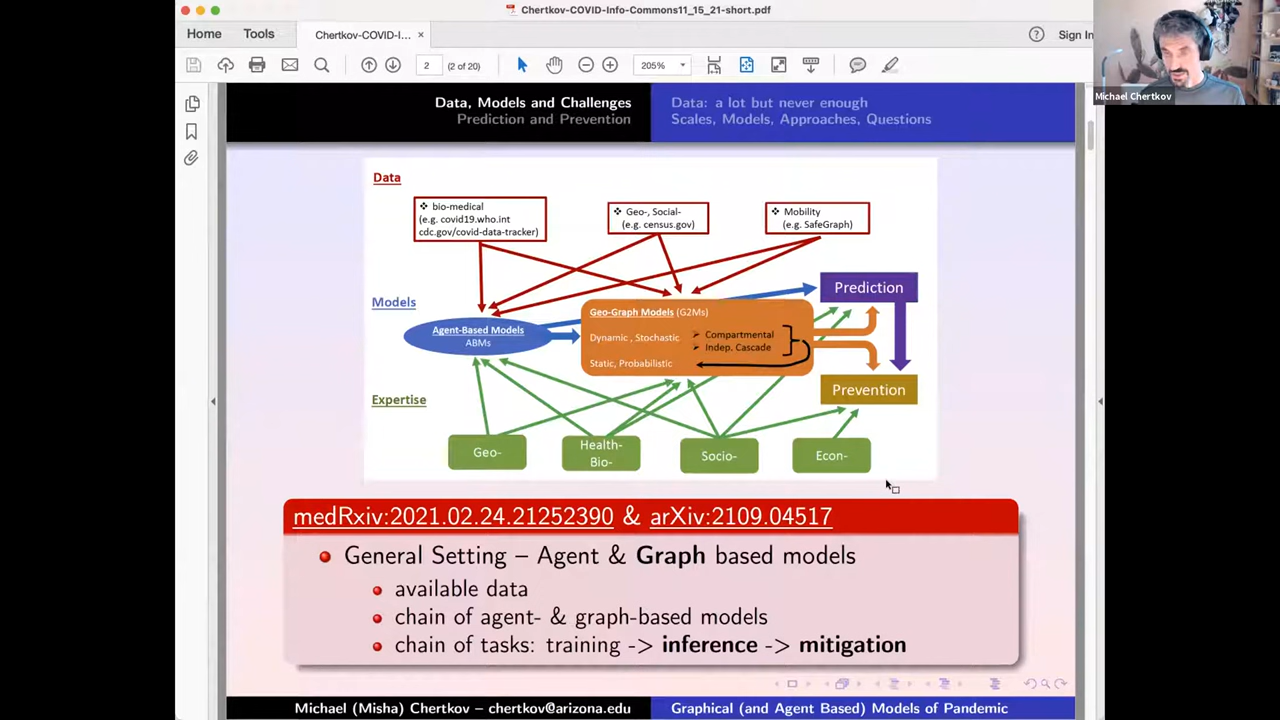 Chertkov-COVID-Info-Commons11_15_21-short.pdf
Home
Tools
Chertkov-COVID-I...
×
Sign In
2
(2 of 20)
205%
Michael Chertkov
Data, Models and Challenges
Prediction and Prevention
Data: a lot but never enough
Scales, Models, Approaches, Questions
Data
bio-medical
(e.g. covid19.who.int
cdc.gov/covid-data-tracker)
Geo-, Social-
(e.g. census.gov)
Mobility
(e.g. SafeGraph)
Models
Agent-Based Models
ABMs
Geo-Graph Models (G2Ms)
Dynamic , Stochastic
Compartmental
Indep. Cascade
Static, Probabilistic
Prediction
Prevention
Expertise
Geo-
Health-
Bio-
Socio-
Econ-
medRxiv:2021.02.24.21252390 & arXiv:2109.04517
General Setting – Agent & Graph based models
available data
chain of agent- & graph-based models
chain of tasks: training -> inference -> mitigation
Michael (Misha) Chertkov – chertkov@arizona.edu
Graphical (and Agent Based) Models of Pandemic